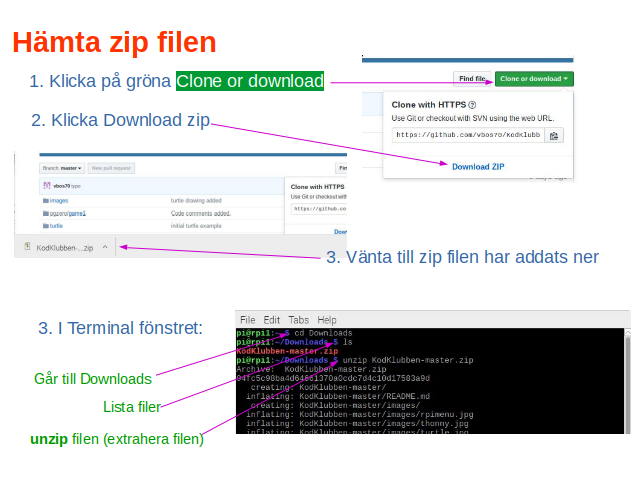 Hämta zip filen
1. Klicka på gröna Clone or download
Find file
Clone or download
Clone with HTTPS
Use Git or checkout with SVN using the web URL.
https://github.com/vbos70/KodKlubb
Download ZIP
2. Klicka Download zip
Branch: master
New pull request
vbos70 typo
Clone with HTTPS
Use Git or checkout with
https://github.co
images
turtle drawing added
pgzero/game1
Code comments added.
turtle
initial turtle example
KodKlubben-...zip
3. Vänta till zip filen har addats ner
3. I Terminal fönstret:
Går till Downloads
Lista filer
unzip filen (extrahera filen)
File Edit Tabs Help
pi@rpi1:~ $ cd Downloads
pi@rpi1:~/Downloads $ ls
KodKlubben-master.zip
pi@rpi1:~/Downloads $ unzip KodKlubben-master.zip
Archive: KodKlubben-master.zip
creating: KodKlubben-master/
inflating: KodKlubben-master/README.md
creating: KodKlubben-master/images/
inflating: KodKlubben-master/images/rpimenu.jpg
inflating: KodKlubben-master/images/thonny.jpg
inflating: KodKlubben-master/images/turtle.jpg